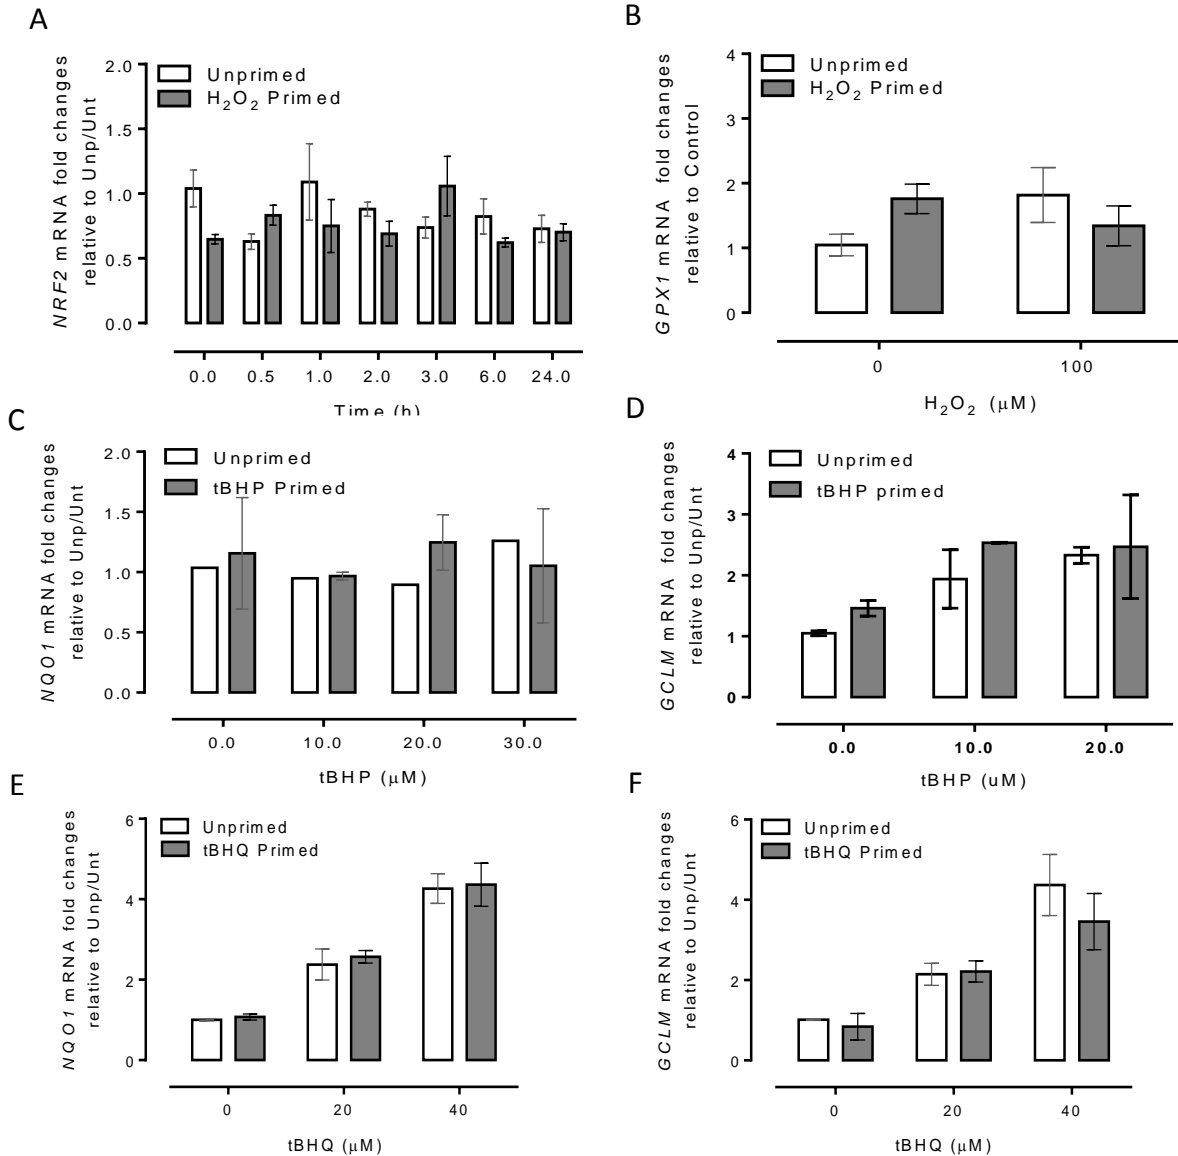 A
NRF2 mRNA fold changes
relative to Unp/Unt
2.0
1.5
1.0
0.5
0.0
Unprimed
H2O2 Primed
0.0 0.5 1.0 2.0 3.0 6.0 24.0
Time (h)
B
GPX1 mRNA fold changes
relative to Control
4
3
2
1
0
Unprimed
H2O2 Primed
0 100
H2O2 (μM)
C
NQO1 mRNA fold changes
relative to Unp/Unt
2.0
1.5
1.0
0.5
0.0
Unprimed
tBHP Primed
0.0 10.0 20.0 30.0
tBHP (μM)
D
GCLM mRNA fold changes
relative to Unp/Unt
4
3
2
1
0
Unprimed
tBHP primed
0.0 10.0 20.0
tBHP (uM)
E
NQO1 mRNA fold changes
relative to Unp/Unt
6
4
2
0
Unprimed
tBHQ Primed
0 20 40
tBHQ (μM)
F
GCLM mRNA fold changes
relative to Unp/Unt
6
4
2
0
Unprimed
tBHQ Primed
0 20 40
tBHQ (μM)